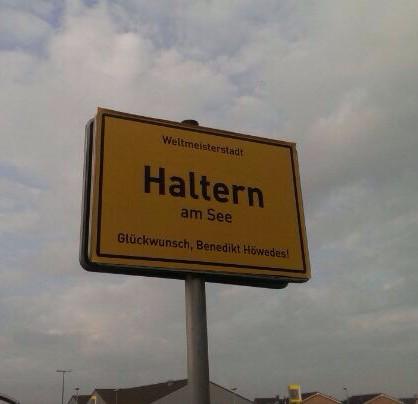 Weltmeisterstadt
Haltern
am See
Glückwunsch, Benedikt Höwedes!